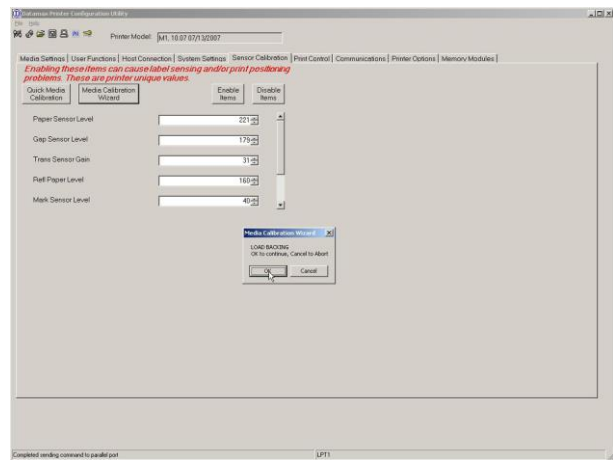 Datamax Printer Configuration Utility
File Help
Printer Model: M1, 10.07 07/13/2007
Media Settings User Functions Host Connection System Settings Sensor Calibration Print Control Communications Printer Options Memory Modules
Enabling these items can cause label sensing and/or print positioning
problems. These are printer unique values.
Quick Media Calibration
Media Calibration Wizard
Enable Items
Disable Items
Paper Sensor Level 221
Gap Sensor Level 179
Trans Sensor Gain 31
Refl Paper Level 160
Mark Sensor Level 40
Media Calibration Wizard
LOAD BACKING
OK to continue, Cancel to Abort
OK Cancel
Completed sending command to parallel port LPT1